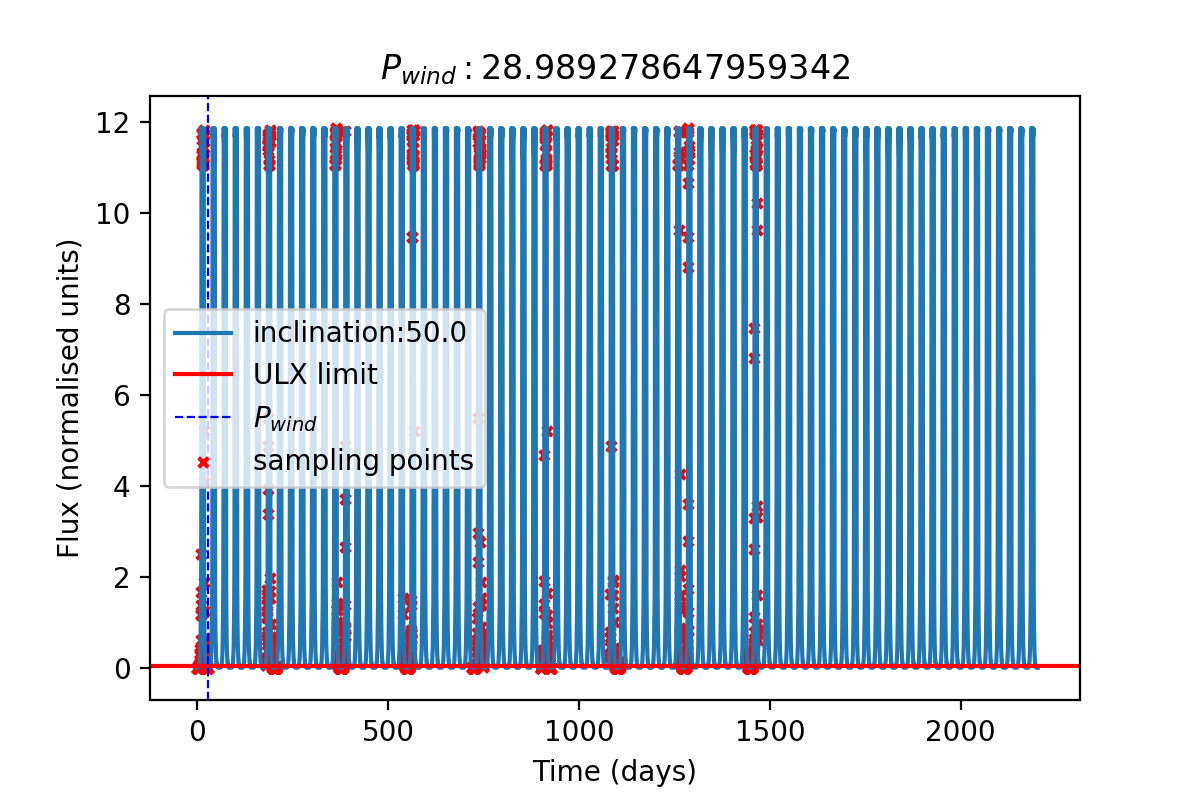 P_wind : 28.989278647959342
Flux (normalised units)
12
10
8
6
4
2
0
inclination:50.0
ULX limit
P_wind
sampling points
0 500 1000 1500 2000
Time (days)